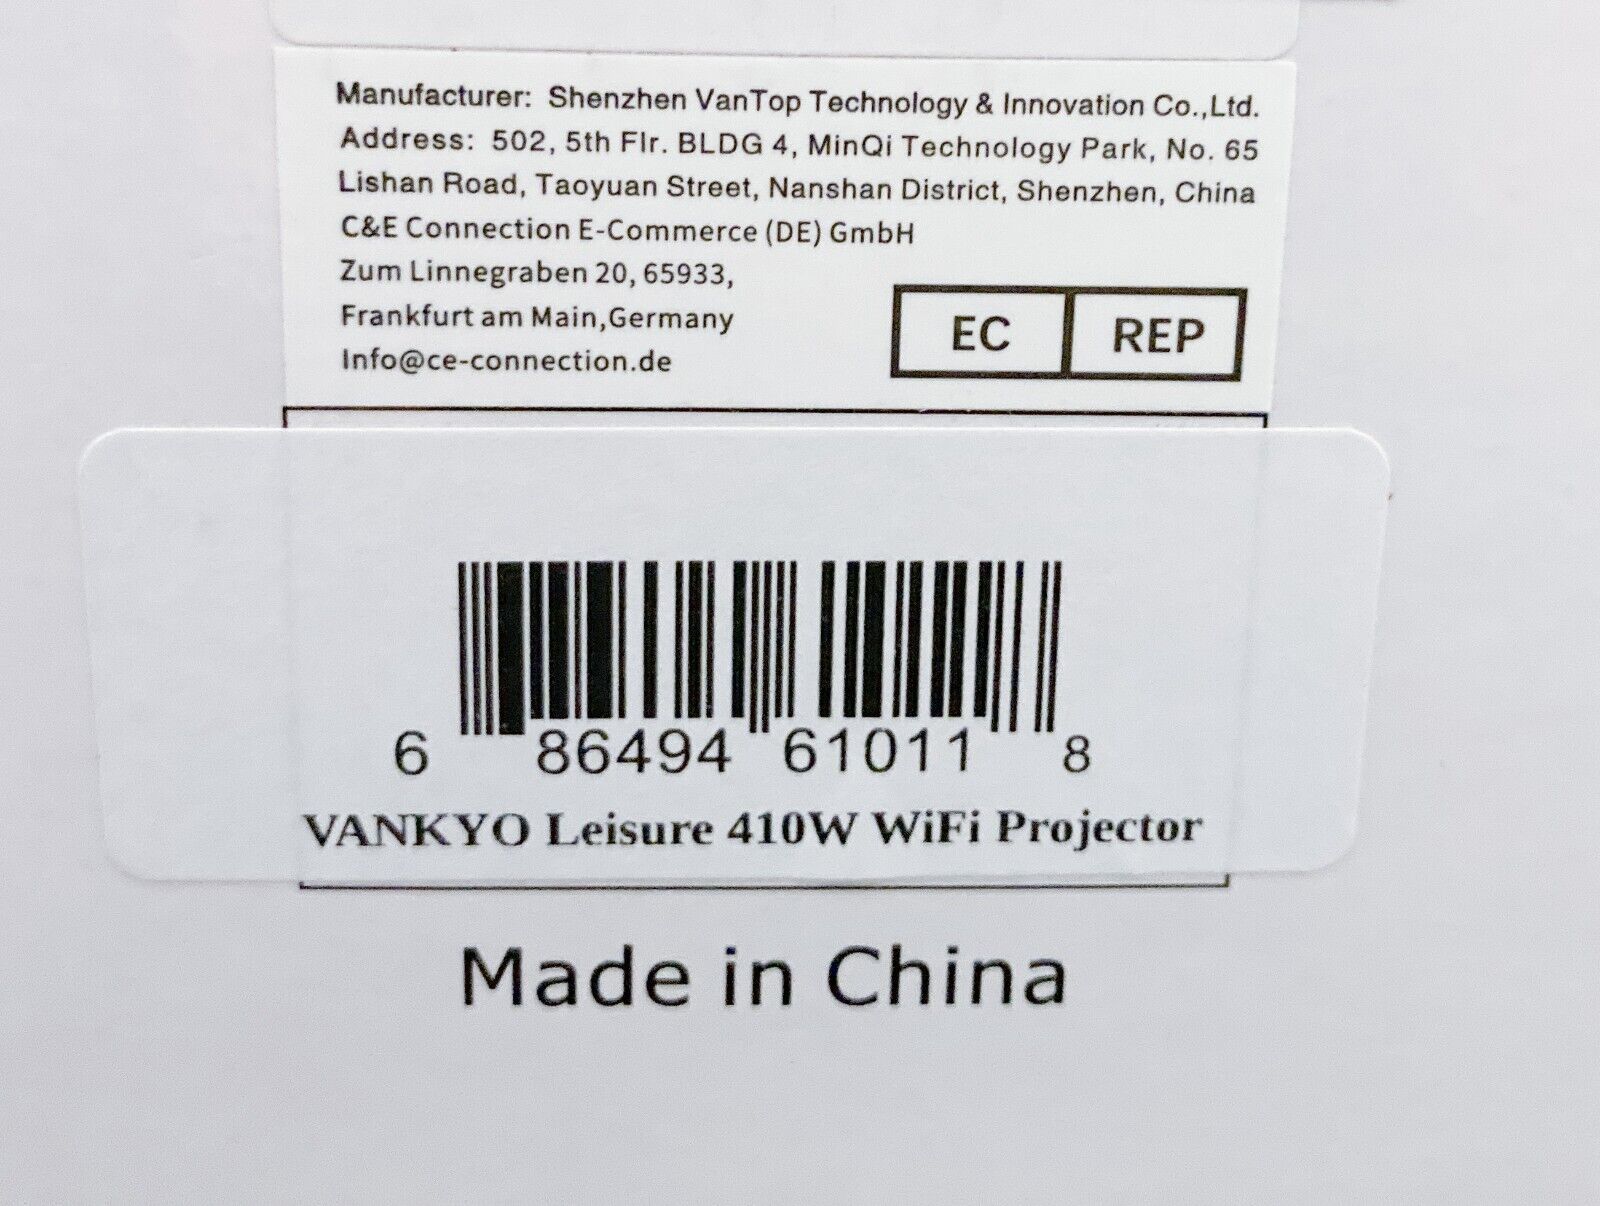 Manufacturer: Shenzhen VanTop Technology & Innovation Co.,Ltd.
Address: 502, 5th Flr. BLDG 4, MinQi Technology Park, No. 65
Lishan Road, Taoyuan Street, Nanshan District, Shenzhen, China
C&E Connection E-Commerce (DE) GmbH
Zum Linnegraben 20, 65933,
Frankfurt am Main,Germany
Info@ce-connection.de
EC REP
6 86494 61011 8
VANKYO Leisure 410W WiFi Projector
Made in China